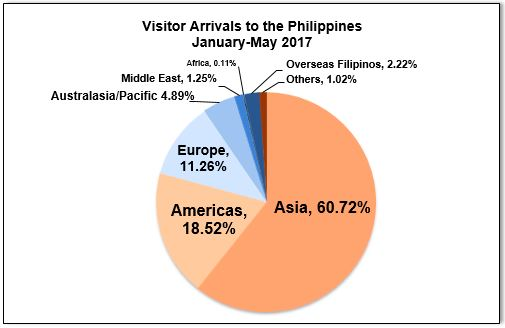 Visitor Arrivals to the Philippines
January-May 2017
Africa, 0.11%
Overseas Filipinos, 2.22%
Middle East, 1.25%
Others, 1.02%
Australasia/Pacific 4.89%
Europe,
11.26%
Americas,
18.52%
Asia, 60.72%